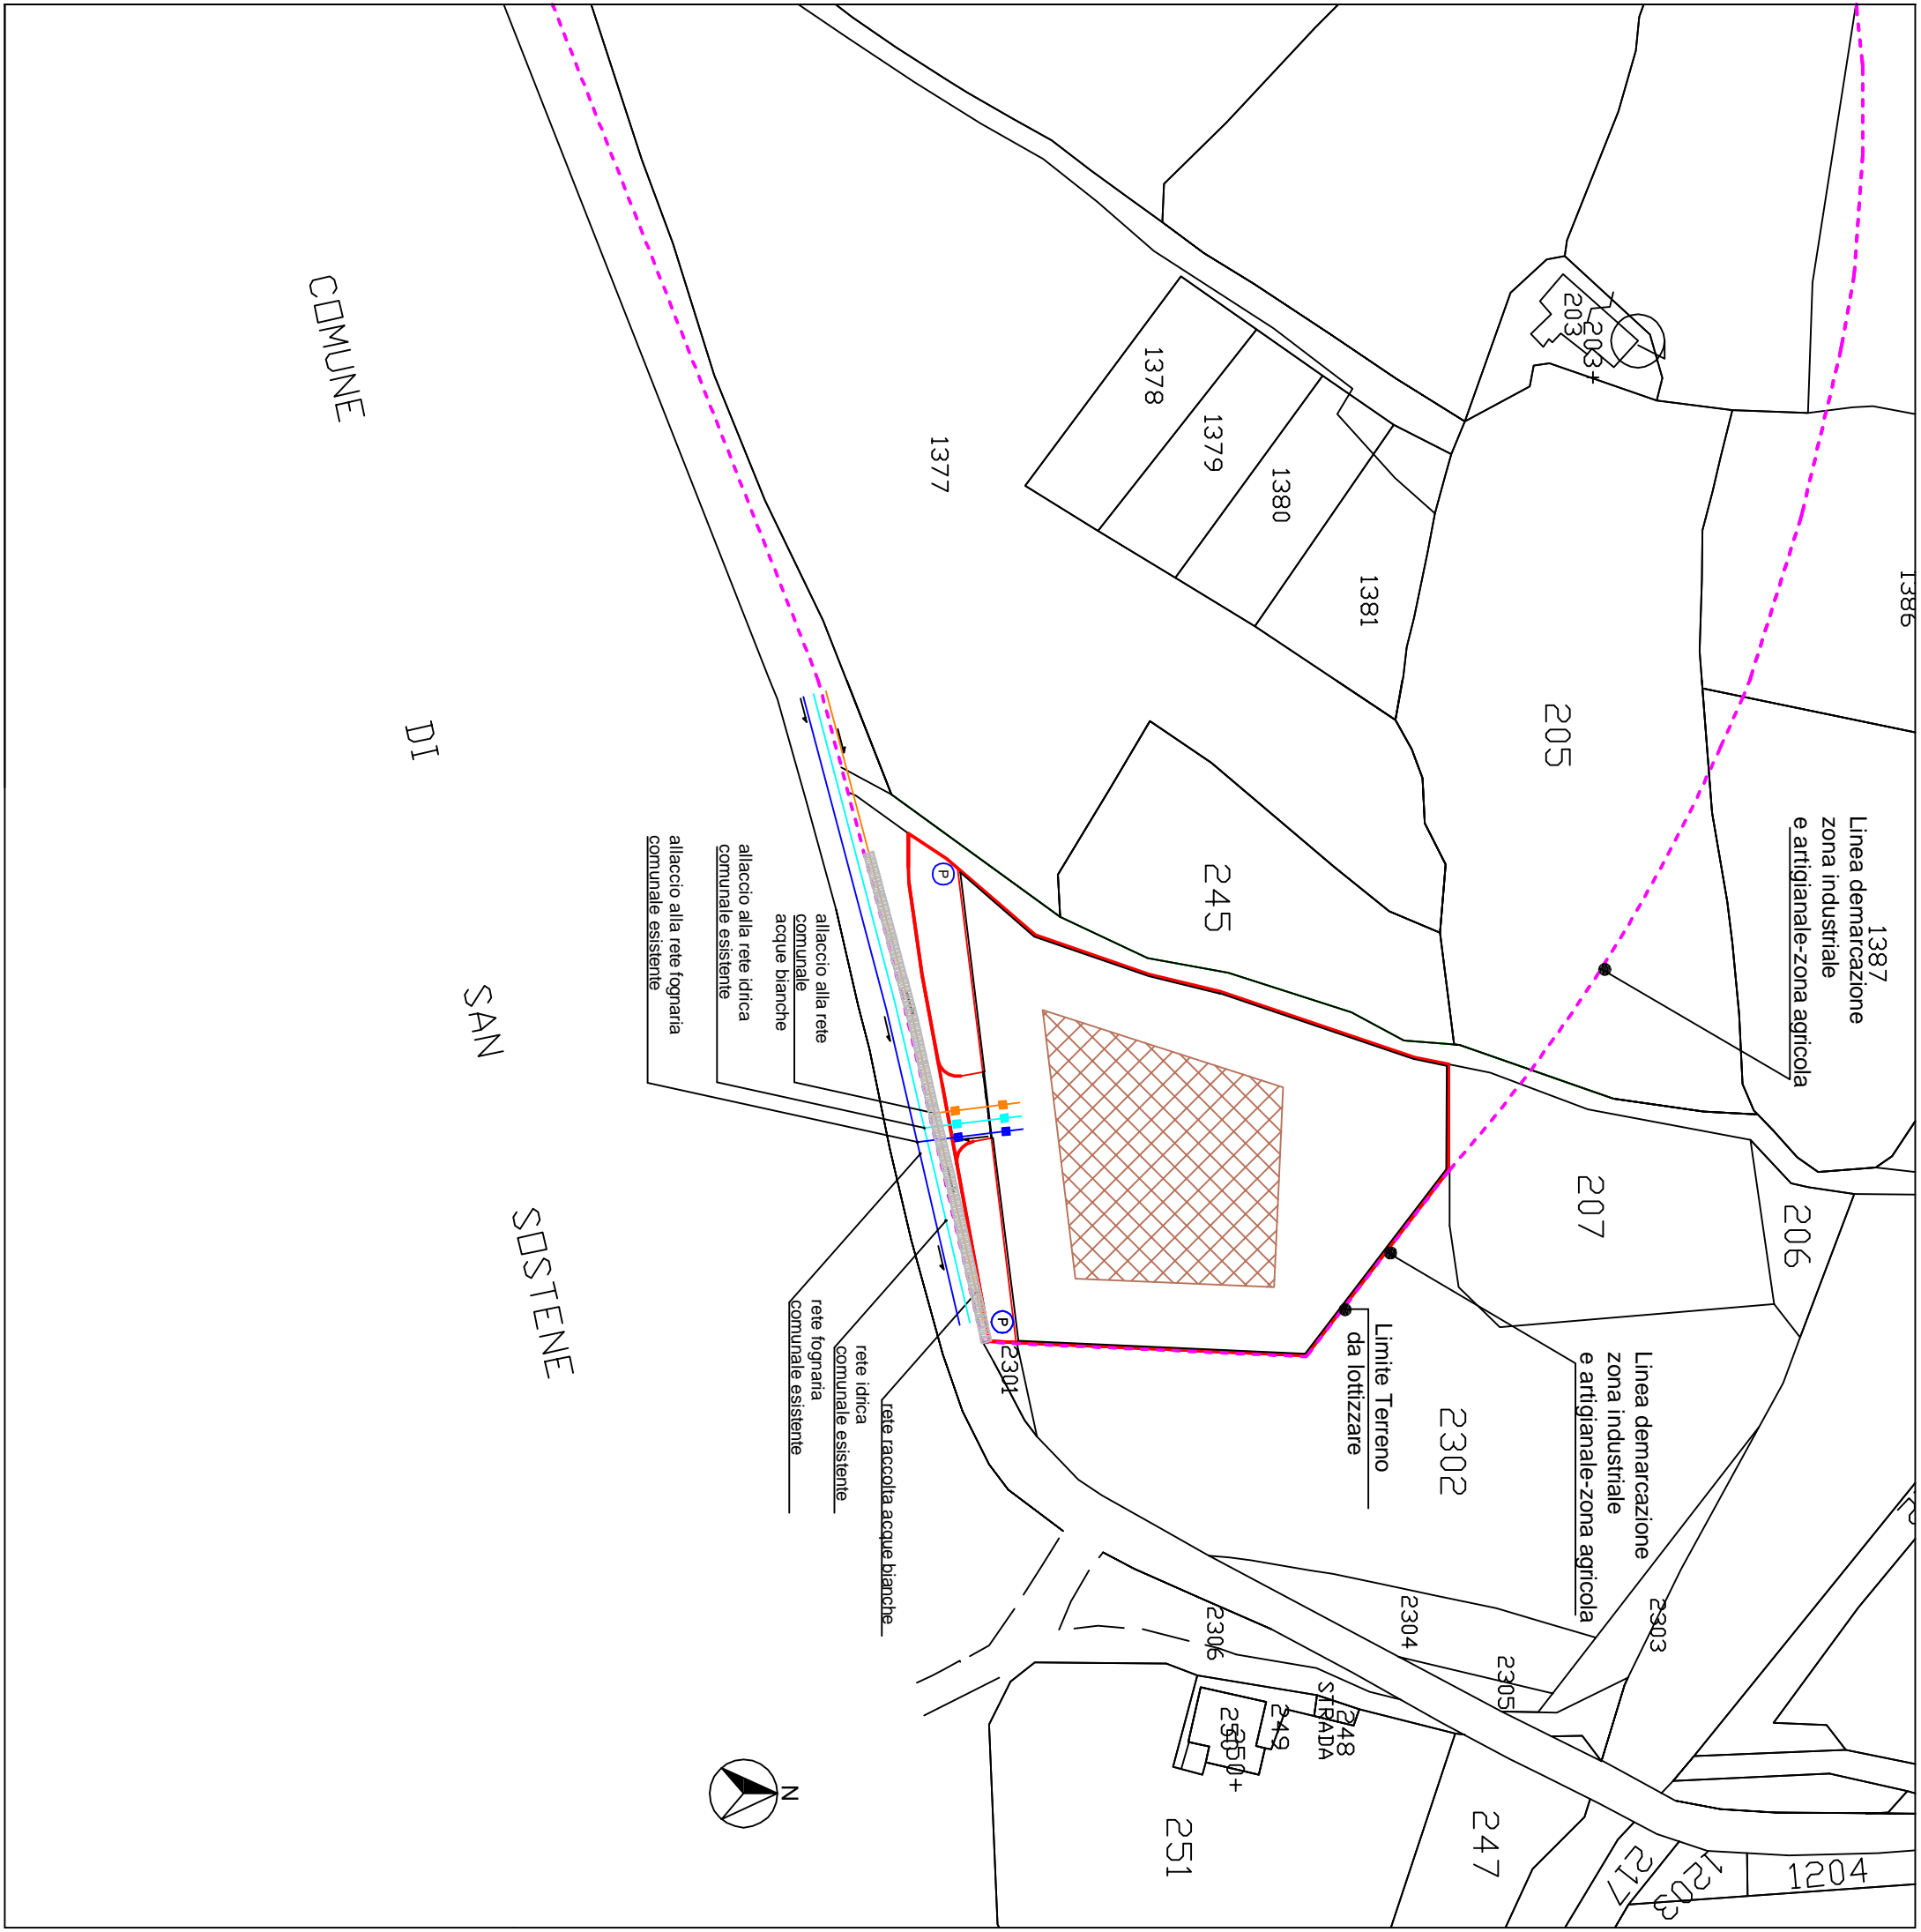 COMUNE
DI
SAN
SOSTENE
1377
1378
1379
1380
1381
203
203+
205
245
1386
1387
Linea demarcazione
zona industriale
e artigianale-zona agricola
207
206
P
P
2301
allaccio alla rete
comunale
acque bianche
allaccio alla rete idrica
comunale esistente
allaccio alla rete fognaria
comunale esistente
rete fognaria
comunale esistente
rete idrica
comunale esistente
rete raccolta acque bianche
Limite Terreno
da lottizzare
Linea demarcazione
zona industriale
e artigianale-zona agricola
2302
2303
2304
2305
2306
STRADA
248
249
250
250+
251
247
217
1203
1204
N